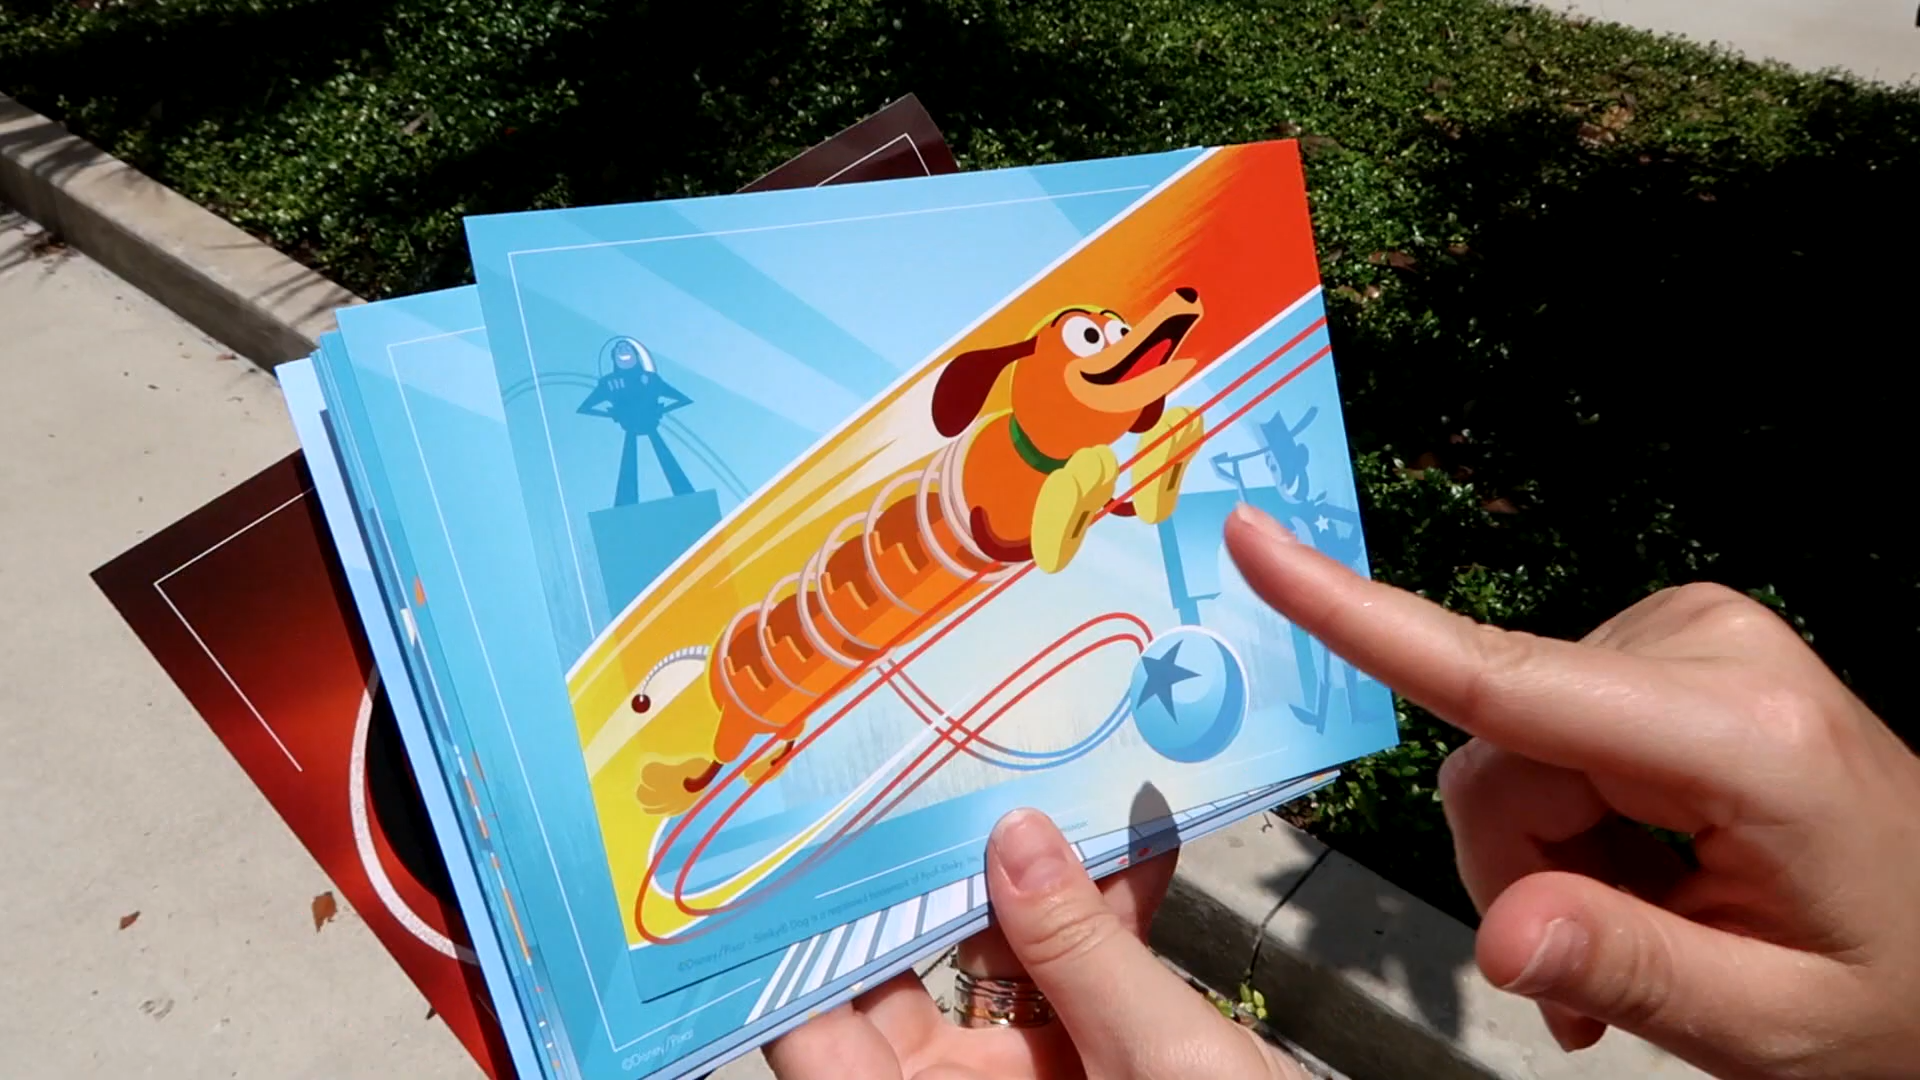 ©Disney/Pixar · Slinky® Dog is a registered trademark of Poof-Slinky, Inc.
©Disney/Pixar